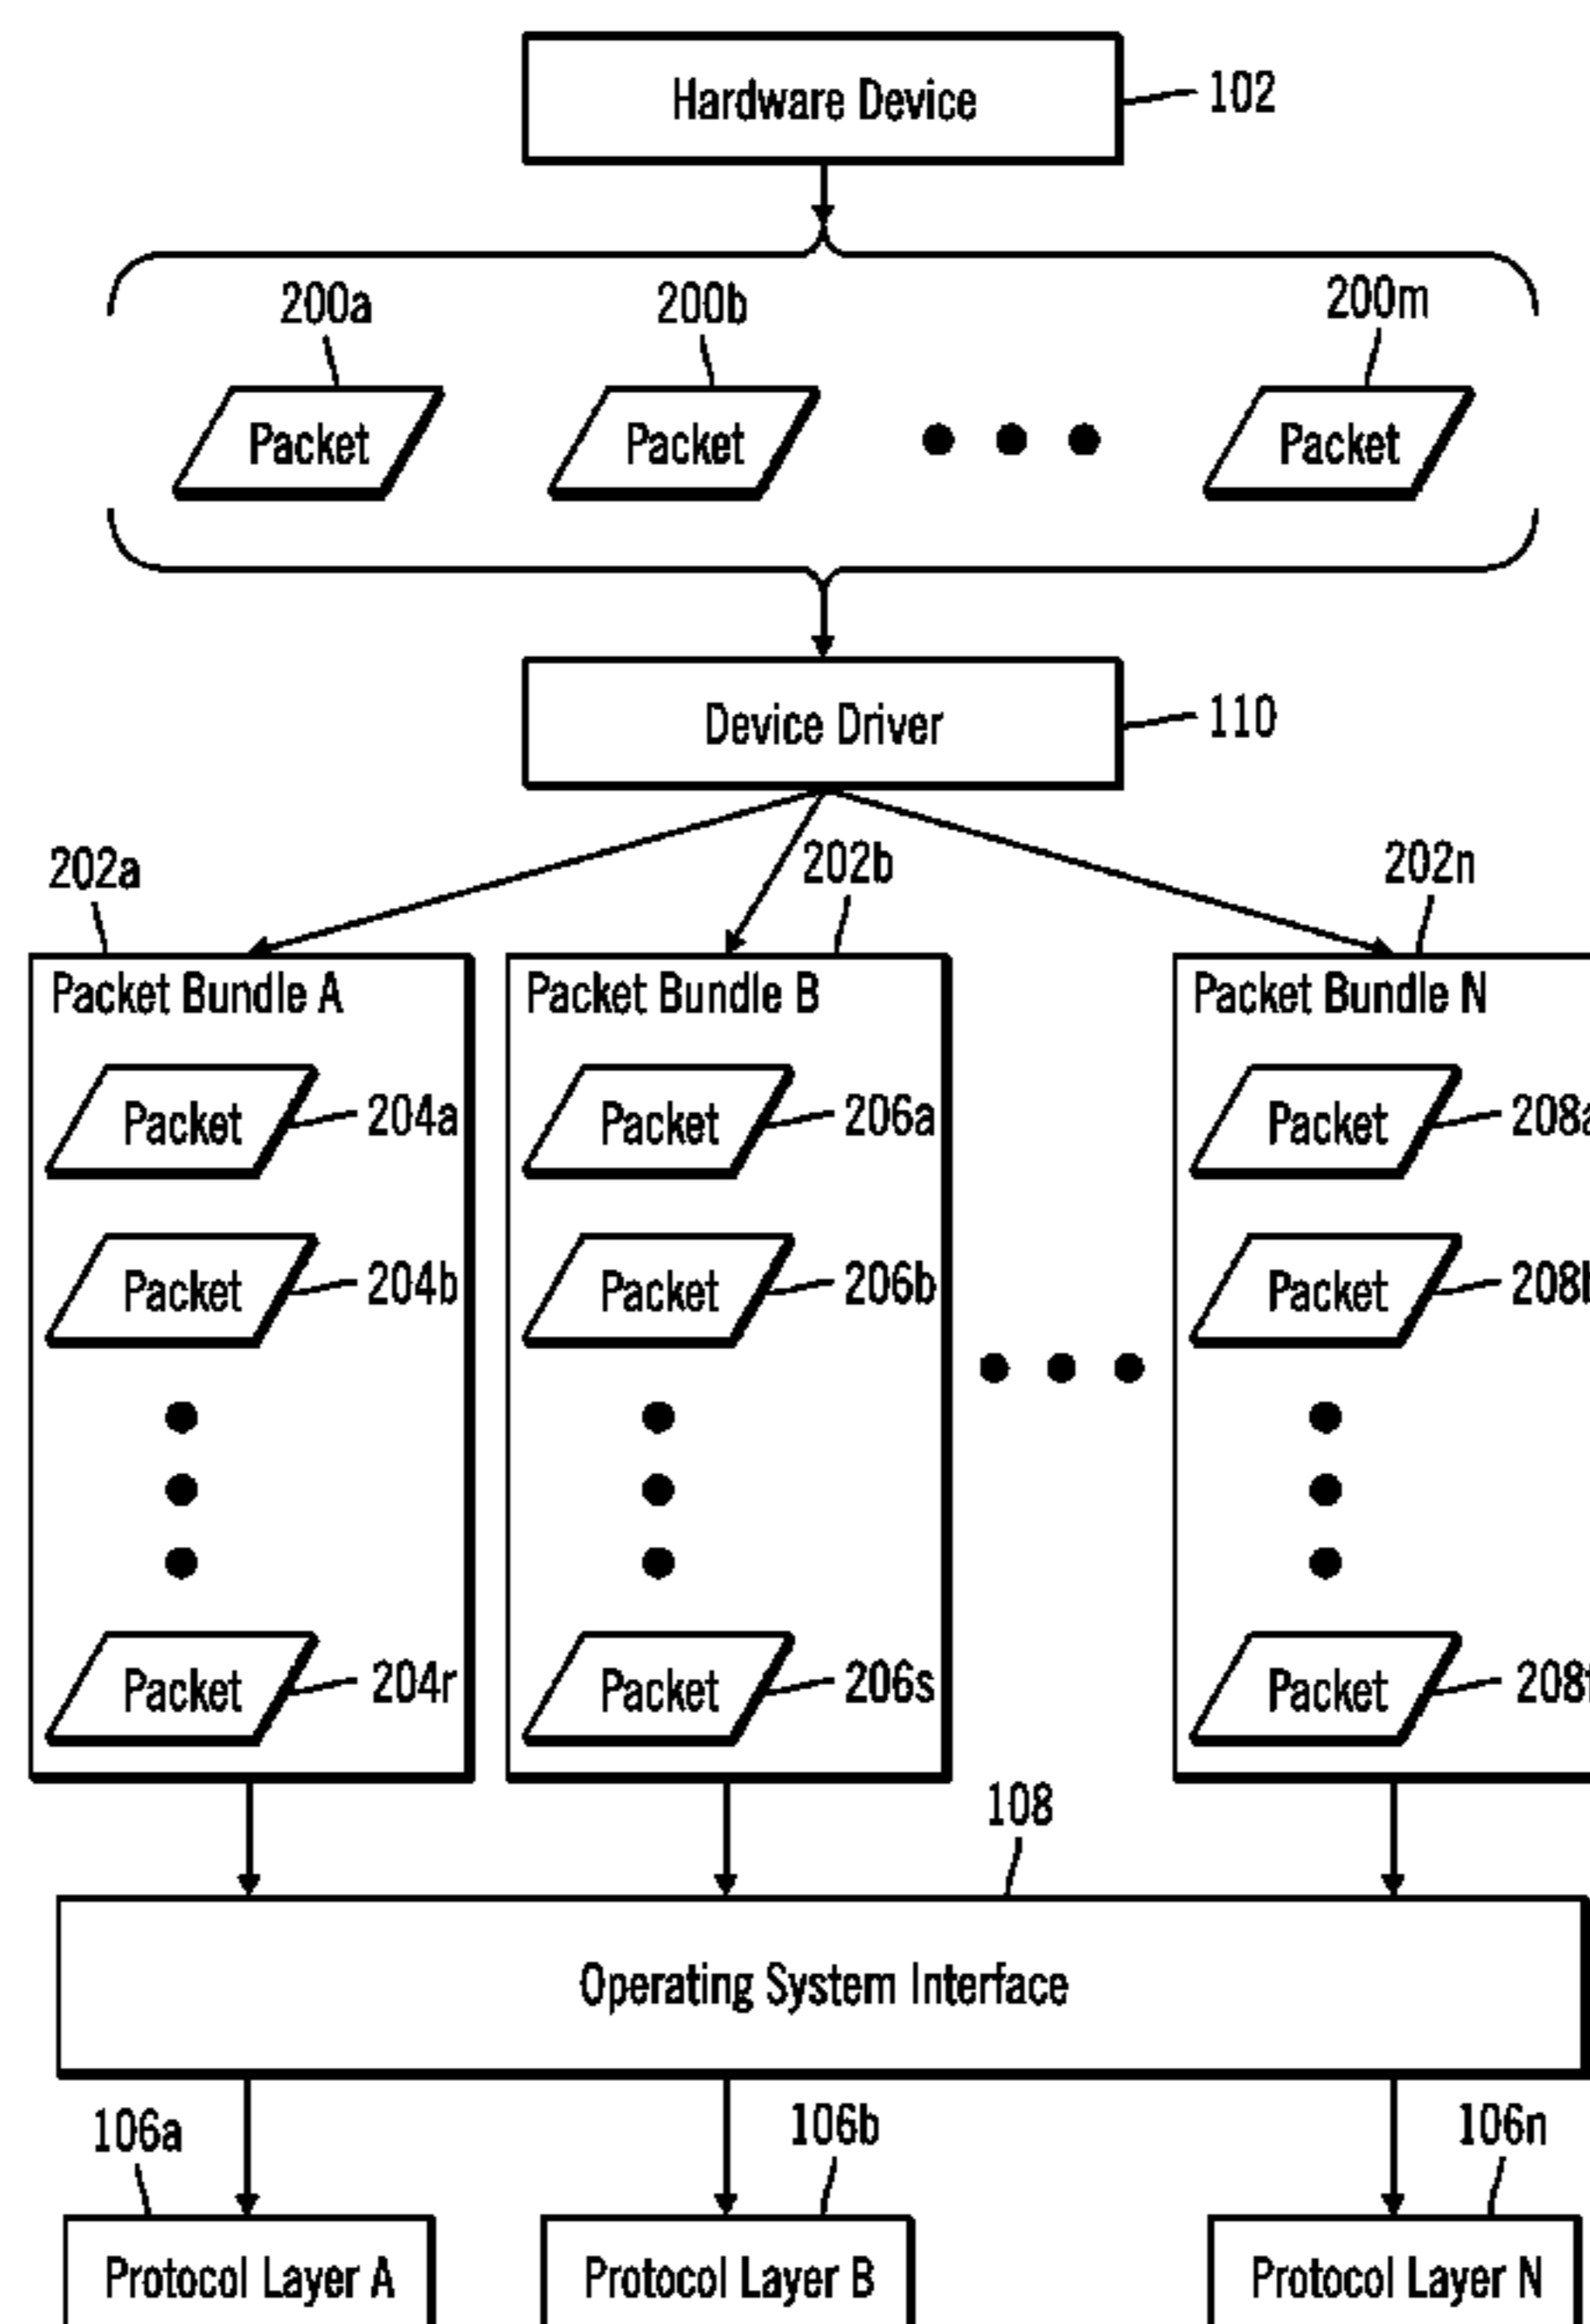 Hardware Device
102
200a
200b
200m
Packet
Packet
Packet
Device Driver
110
202a
202b
202n
Packet Bundle A
Packet Bundle B
Packet Bundle N
Packet
204a
Packet
206a
Packet
208a
Packet
204b
Packet
206b
Packet
208b
Packet
204r
Packet
206s
Packet
108
Operating System Interface
106a
106b
106n
Protocol Layer A
Protocol Layer B
Protocol Layer N